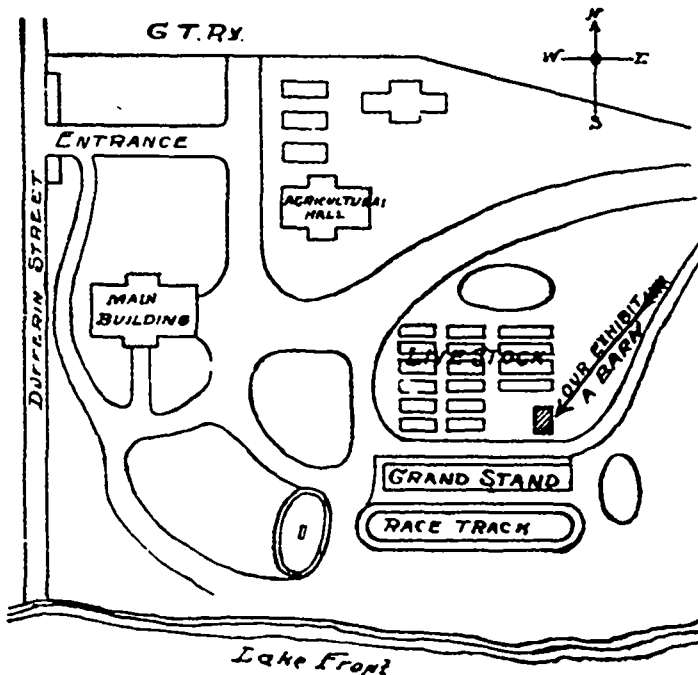 G T. RY.
N
W E
S
ENTRANCE
AGRICULTURAL
HALL
DUFFERIN STREET
MAIN
BUILDING
LIVE STOCK
OUR EXHIBIT
A BARN
GRAND STAND
RACE TRACK
Lake Front